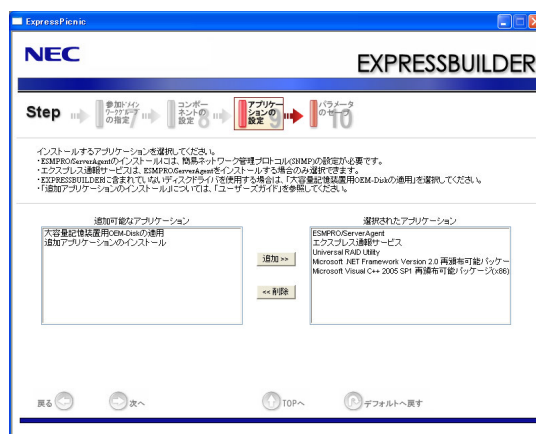 ExpressPicnic
NEC
EXPRESSBUILDER
Step
参加ドメイン
ワークグループ
の指定 7
コンポー
ネントの
設定 8
アプリケー
ションの
設定 9
パラメータ
のセーブ
10
インストールするアプリケーションを選択してください。
・ESMPRO/ServerAgentのインストールには、簡易ネットワーク管理プロトコル(SNMP)の設定が必要です。
・エクスプレス通報サービスは、ESMPRO/ServerAgentをインストールする場合のみ選択できます。
・EXPRESSBUILDERに含まれていないディスクドライバを使用する場合は、「大容量記憶装置用OEM-Diskの適用」を選択してください。
・「追加アプリケーションのインストール」については、「ユーザーズガイド」を参照してください。
追加可能なアプリケーション
選択されたアプリケーション
大容量記憶装置用OEM-Diskの適用
追加アプリケーションのインストール
追加 >>
<< 削除
ESMPRO/ServerAgent
エクスプレス通報サービス
Universal RAID Utility
Microsoft .NET Framework Version 2.0 再頒布可能パッケー
Microsoft Visual C++ 2005 SP1 再頒布可能パッケージ(x86)
戻る
次へ
TOPへ
デフォルトへ戻す